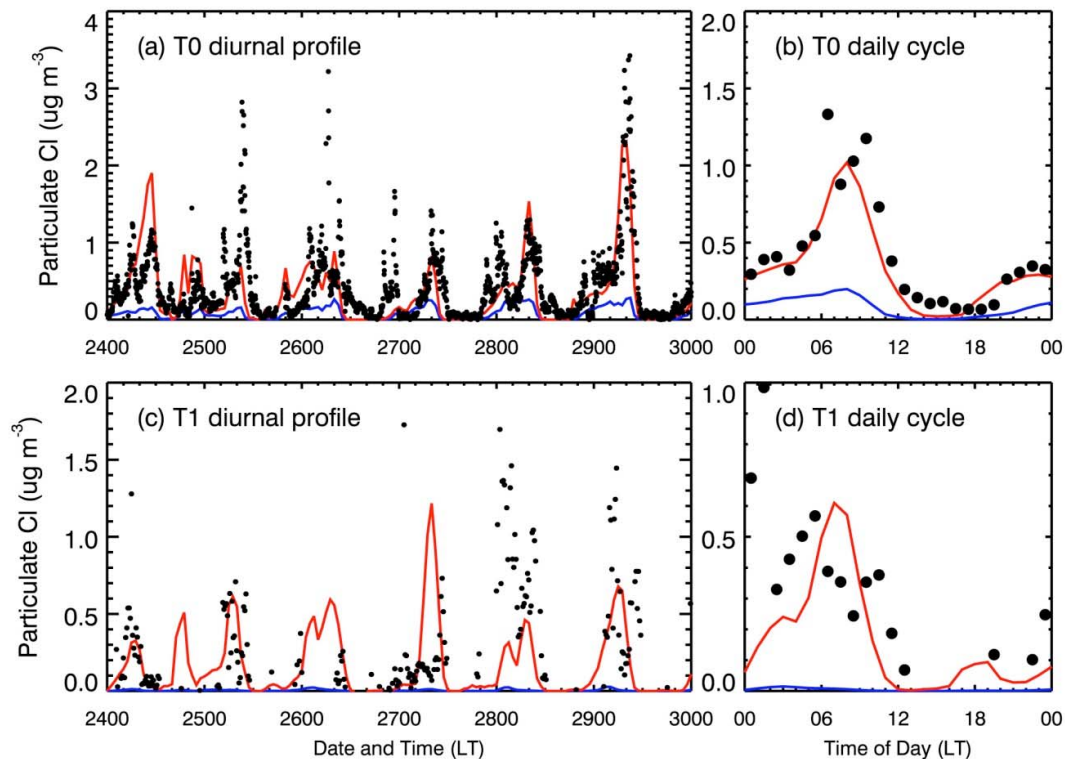 (a) T0 diurnal profile
Particulate Cl (ug m-3)
4
3
2
1
0
2400 2500 2600 2700 2800 2900 3000
(b) T0 daily cycle
2.0
1.5
1.0
0.5
0.0
00 06 12 18 00
(c) T1 diurnal profile
Particulate Cl (ug m-3)
2.0
1.5
1.0
0.5
0.0
2400 2500 2600 2700 2800 2900 3000
Date and Time (LT)
(d) T1 daily cycle
1.0
0.5
0.0
00 06 12 18 00
Time of Day (LT)